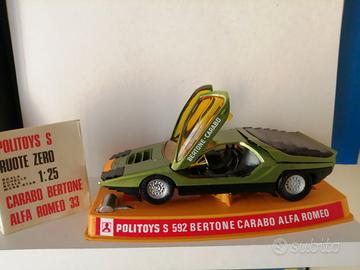 POLITOYS S
RUOTE ZERO
1:25
CARABO BERTONE
ALFA ROMEO 33
BERTONE-CARABO
POLITOYS S 592 BERTONE CARABO ALFA ROMEO
subito